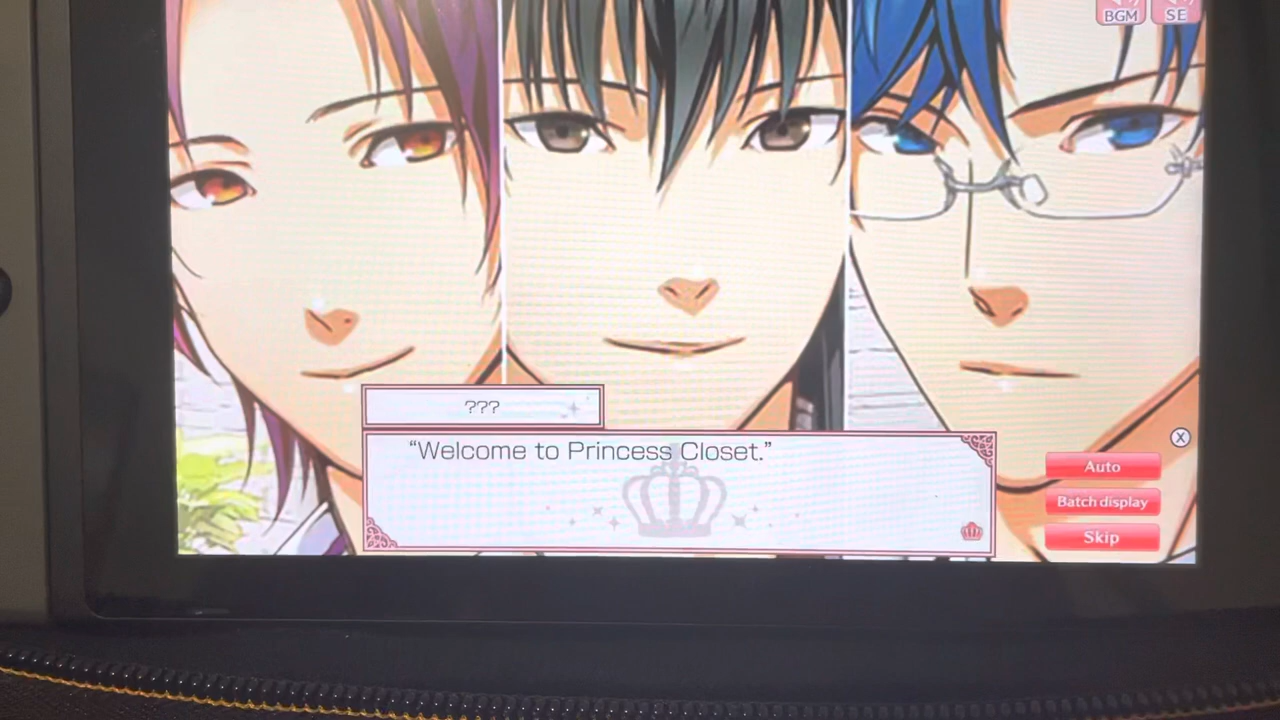 BGM
SE
???
“Welcome to Princess Closet.”
Auto
Batch display
Skip
X